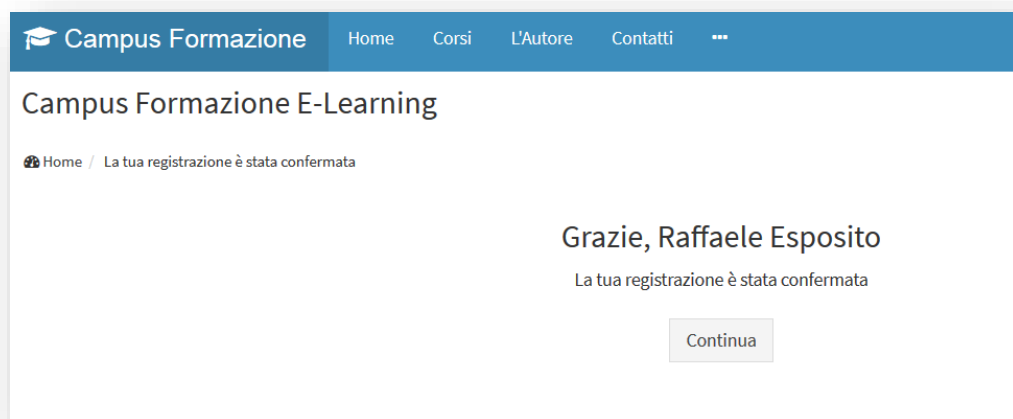 Campus Formazione Home Corsi L'Autore Contatti •••
Campus Formazione E-Learning
Home / La tua registrazione è stata confermata
Grazie, Raffaele Esposito
La tua registrazione è stata confermata
Continua